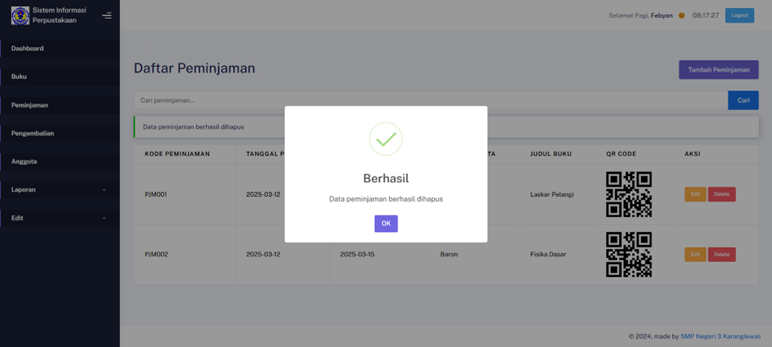 Sistem Informasi
Perpustakaan
Selamat Pagi, Febyan
08:17:27
Logout
Dashboard
Buku
Peminjaman
Pengembalian
Anggota
Laporan
Edit
Daftar Peminjaman
Tambah Peminjaman
Cari peminjaman...
Cari
Data peminjaman berhasil dihapus
KODE PEMINJAMAN TANGGAL P TA JUDUL BUKU QR CODE AKSI
PJM001 2025-03-12 Laskar Pelangi Edit Delete
PJM002 2025-03-12 2025-03-15 Baron Fisika Dasar Edit Delete
Berhasil
Data peminjaman berhasil dihapus
OK
© 2024, made by SMP Negeri 3 Karanglewas